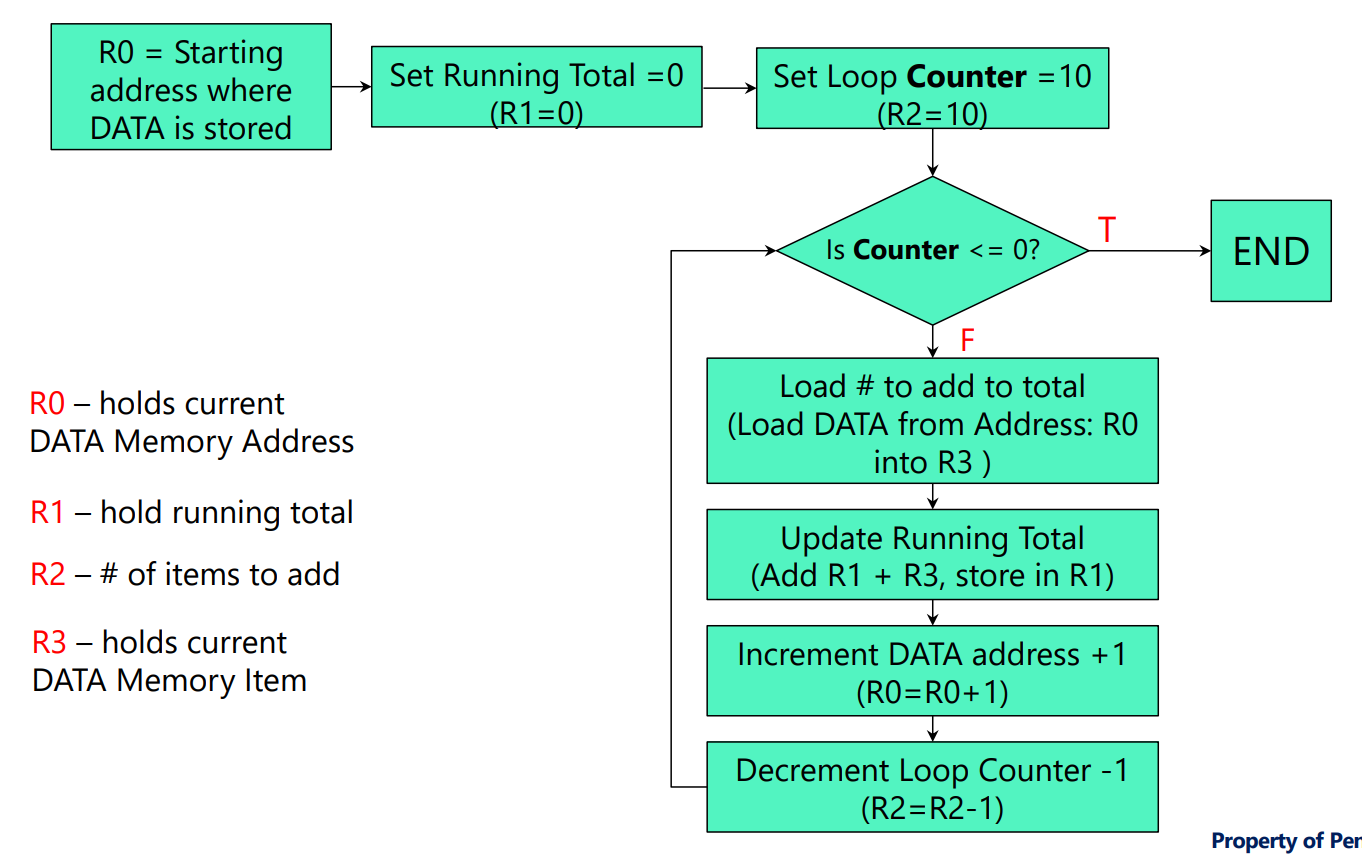 R0 = Starting
address where
DATA is stored
Set Running Total =0
(R1=0)
Set Loop Counter =10
(R2=10)
Is Counter <= 0?
T
END
F
Load # to add to total
(Load DATA from Address: R0
into R3 )
Update Running Total
(Add R1 + R3, store in R1)
Increment DATA address +1
(R0=R0+1)
Decrement Loop Counter -1
(R2=R2-1)
R0 – holds current
DATA Memory Address
R1 – hold running total
R2 – # of items to add
R3 – holds current
DATA Memory Item
Property of